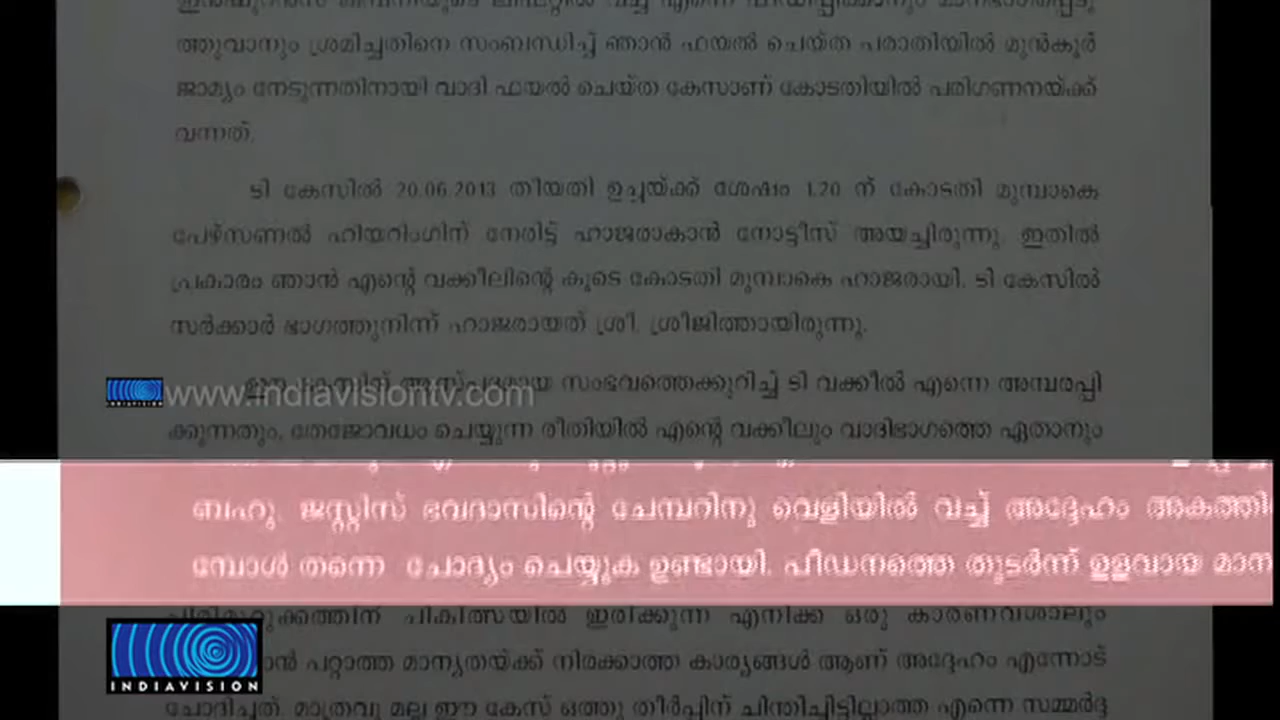 ത്തുവാനും ശ്രമിച്ചതിനെ സംബന്ധിച്ച് ഞാൻ ഫയൽ ചെയ്ത പരാതിയിൽ മുൻകൂർ
ജാമ്യം നേടുന്നതിനായി വാദി ഫയൽ ചെയ്ത കേസാണ് കോടതിയിൽ പരിഗണനയ്ക്ക്
വന്നത്.
ടി കേസിൽ 20.06.2013 തീയതി ഉച്ചയ്ക്ക് ശേഷം 1.20 ന് കോടതി മുമ്പാകെ
പേഴ്സണൽ ഹിയറിംഗിന് നേരിട്ട് ഹാജരാകാൻ നോട്ടീസ് അയച്ചിരുന്നു. ഇതിൽ
പ്രകാരം ഞാൻ എന്റെ വക്കീലിന്റെ കൂടെ കോടതി മുമ്പാകെ ഹാജരായി. ടി കേസിൽ
സർക്കാർ ഭാഗത്തുനിന്ന് ഹാജരായത് ശ്രീ. ശ്രീജിത്തായിരുന്നു.
സംഭവത്തെക്കുറിച്ച് ടി വക്കീൽ എന്നെ അമ്പരപ്പി
www.indiavisiontv.com
ക്കുന്നതും, തേജോവധം ചെയ്യുന്ന രീതിയിൽ എന്റെ വക്കീലും വാദിഭാഗത്തെ ഏതാനും
ബഹു. ജസ്റ്റിസ് ഭവദാസിന്റെ ചേമ്പറിനു വെളിയിൽ വച്ച് അദ്ദേഹം അകത്തി
മ്പോൾ തന്നെ ചോദ്യം ചെയ്യുക ഉണ്ടായി. പീഡനത്തെ തുടർന്ന് ഉളവായ മാന
ചികിത്സയിൽ ഇരിക്കുന്ന എനിക്ക് ഒരു കാരണവശാലും
പറ്റാത്ത മാന്യതയ്ക്ക് നിരക്കാത്ത കാര്യങ്ങൾ ആണ് അദ്ദേഹം എന്നോട്
ചോദിച്ചത്. മാത്രവു മല്ല ഈ കേസ് ഒത്തു തീർപ്പിന് ചിന്തിച്ചിട്ടില്ലാത്ത എന്നെ സമ്മർദ്ദ
INDIAVISION